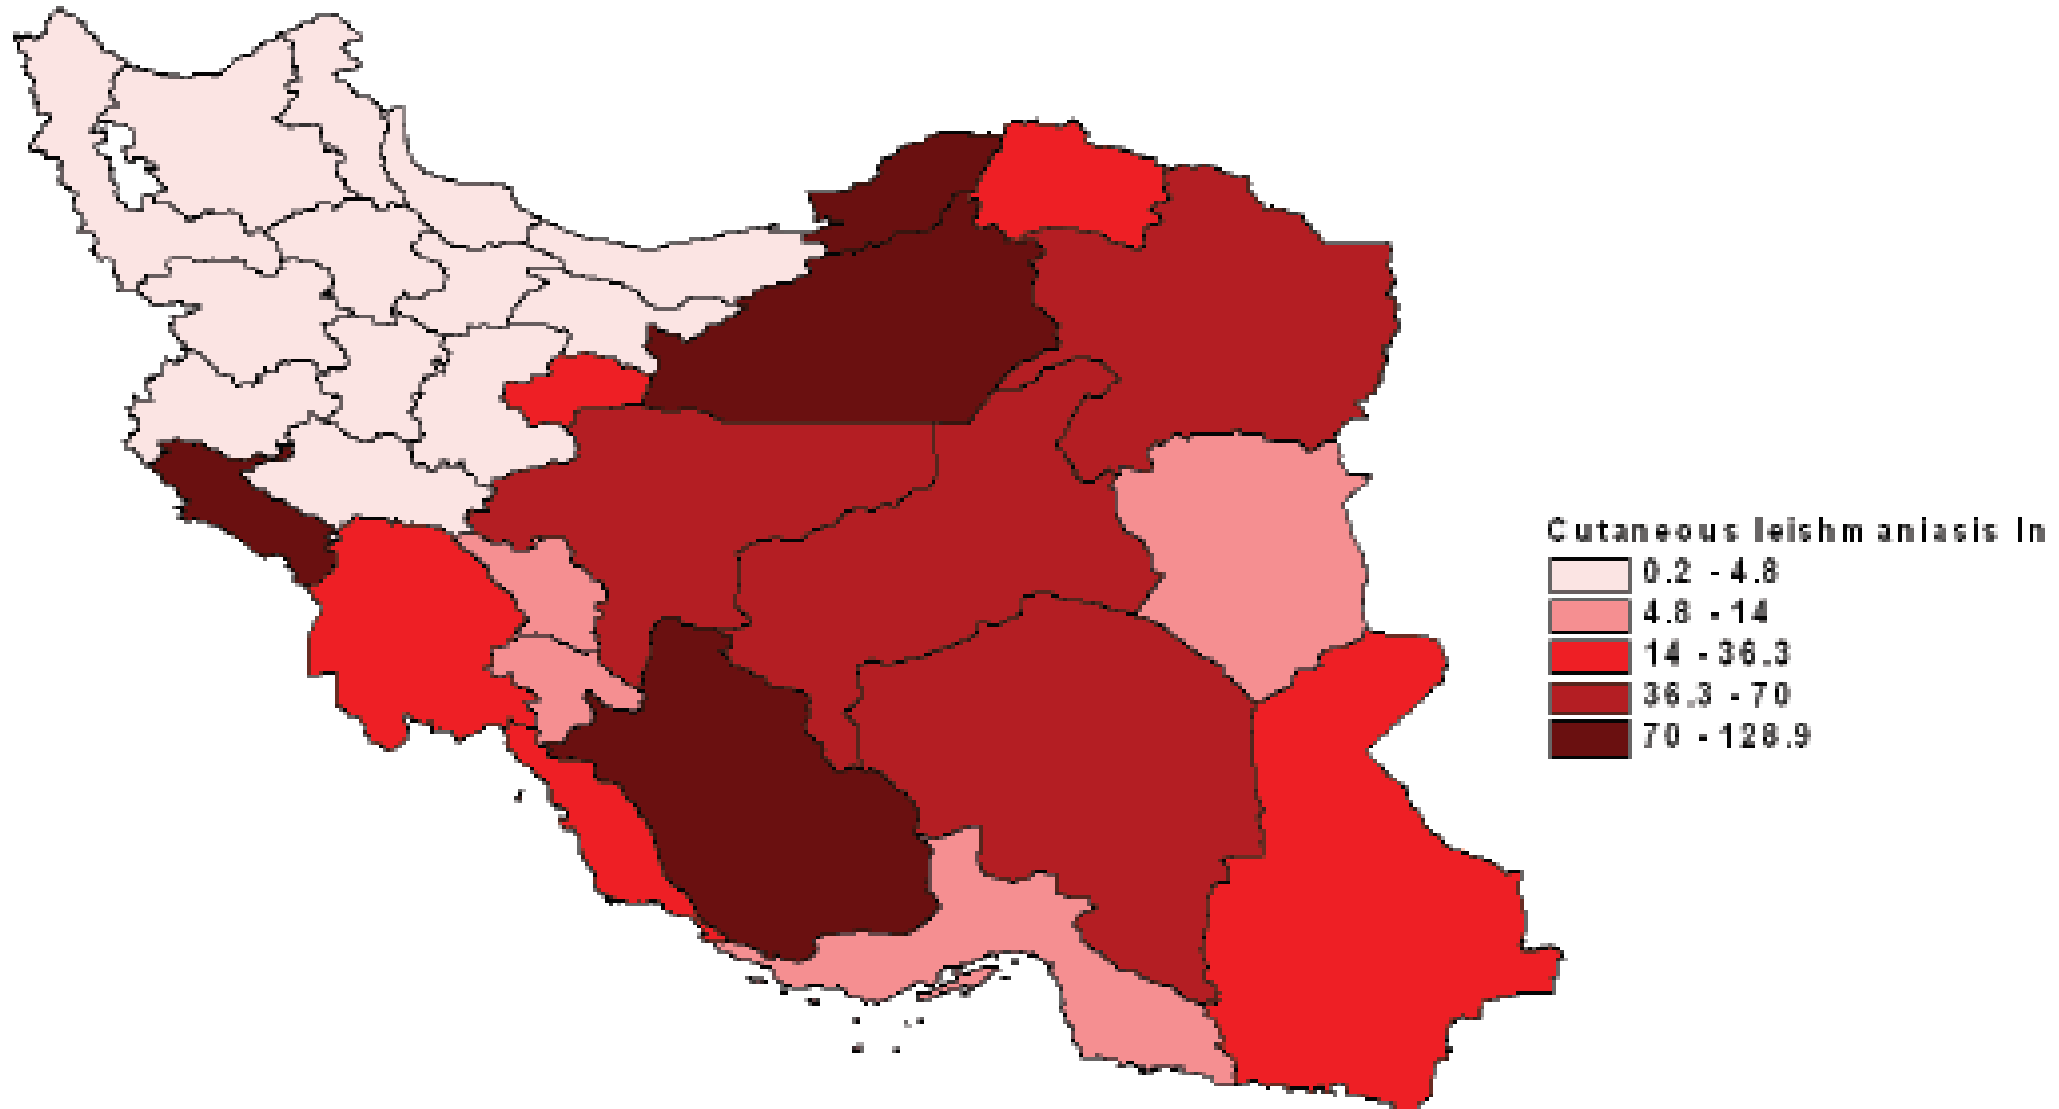 Cutaneous leishmaniasis In
0.2 - 4.8
4.8 - 14
14 - 36.3
36.3 - 70
70 - 128.9